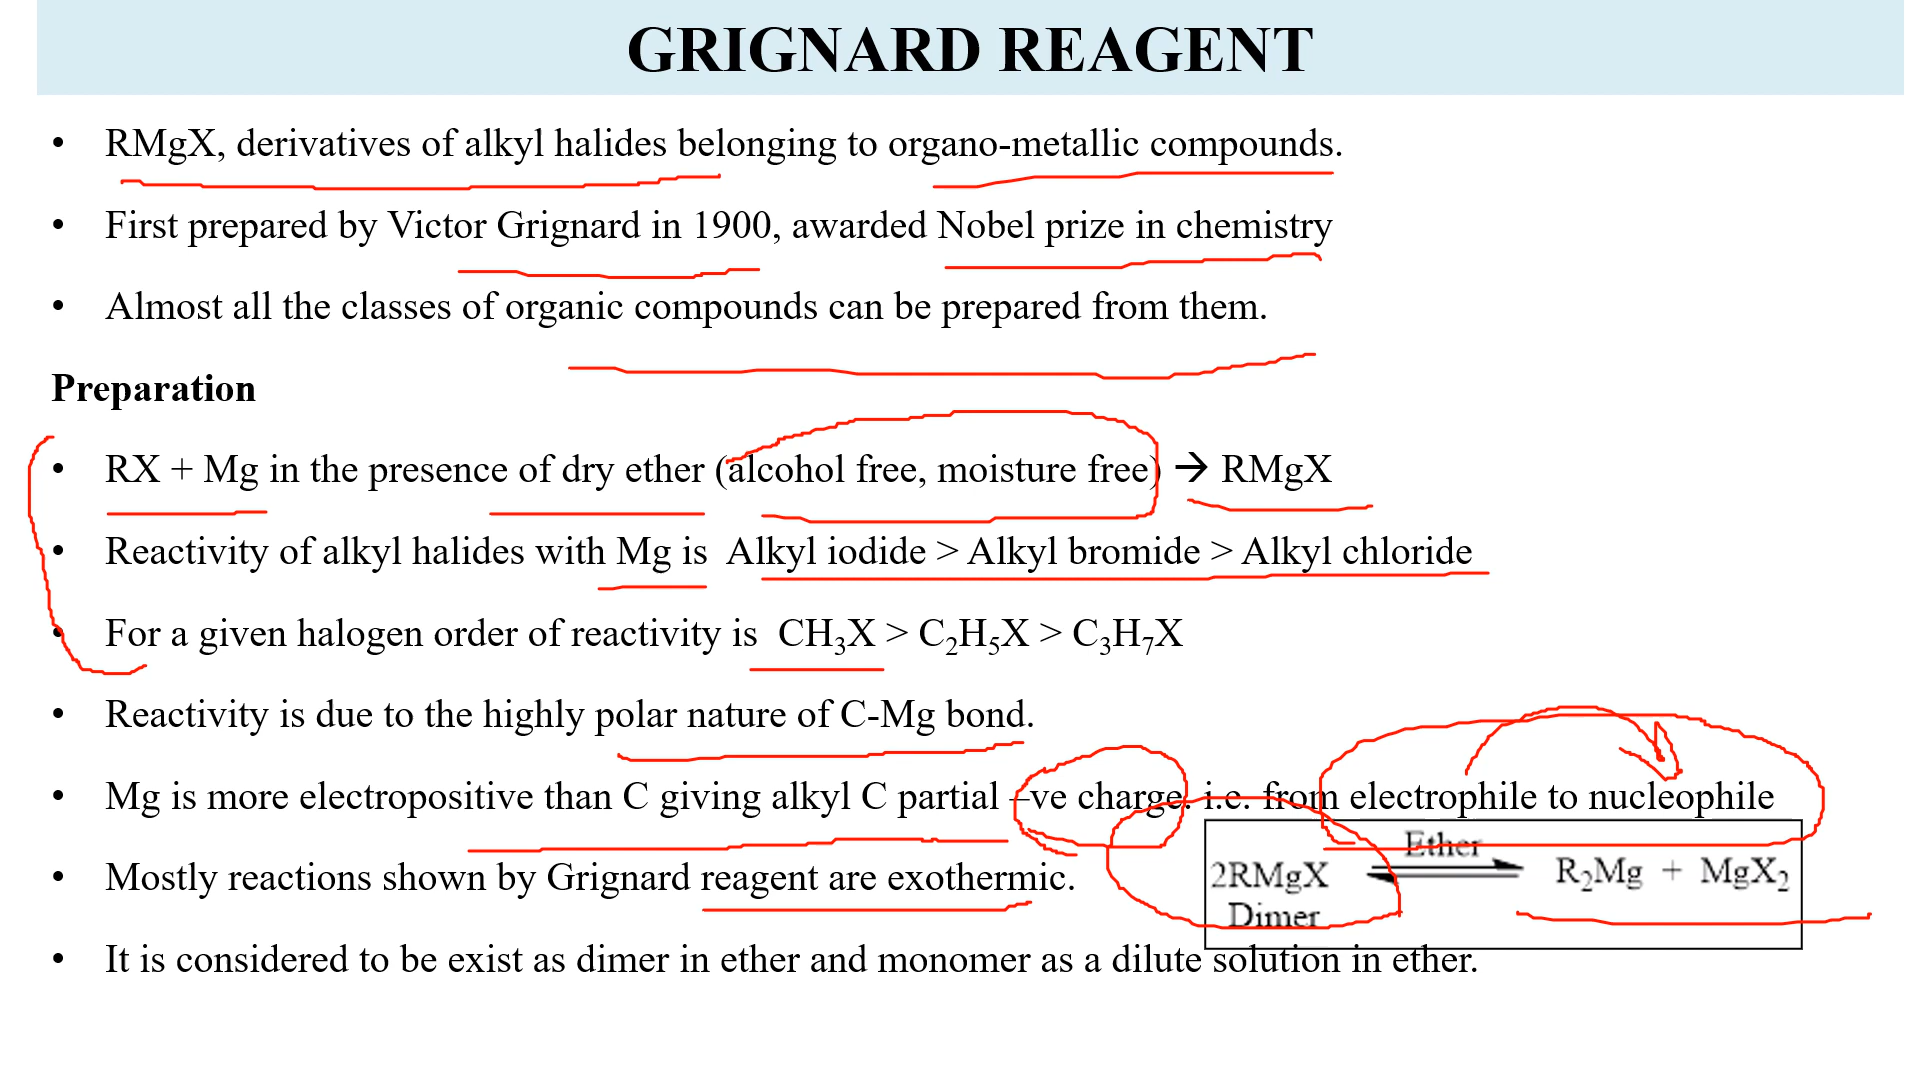 GRIGNARD REAGENT
• RMgX, derivatives of alkyl halides belonging to organo-metallic compounds.
• First prepared by Victor Grignard in 1900, awarded Nobel prize in chemistry
• Almost all the classes of organic compounds can be prepared from them.
Preparation
• RX + Mg in the presence of dry ether (alcohol free, moisture free) → RMgX
• Reactivity of alkyl halides with Mg is Alkyl iodide > Alkyl bromide > Alkyl chloride
• For a given halogen order of reactivity is CH₃X > C₂H₅X > C₃H₇X
• Reactivity is due to the highly polar nature of C-Mg bond.
• Mg is more electropositive than C giving alkyl C partial –ve charge. i.e. from electrophile to nucleophile
• Mostly reactions shown by Grignard reagent are exothermic.
Ether
2RMgX ⇌ R₂Mg + MgX₂
Dimer
• It is considered to be exist as dimer in ether and monomer as a dilute solution in ether.